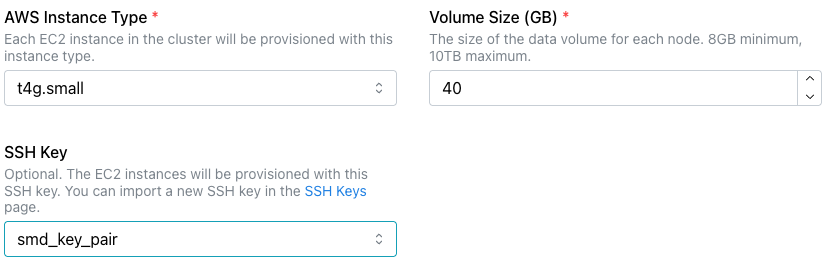 AWS Instance Type *
Each EC2 instance in the cluster will be provisioned with this
instance type.
t4g.small
Volume Size (GB) *
The size of the data volume for each node. 8GB minimum,
10TB maximum.
40
SSH Key
Optional. The EC2 instances will be provisioned with this
SSH key. You can import a new SSH key in the SSH Keys
page.
smd_key_pair